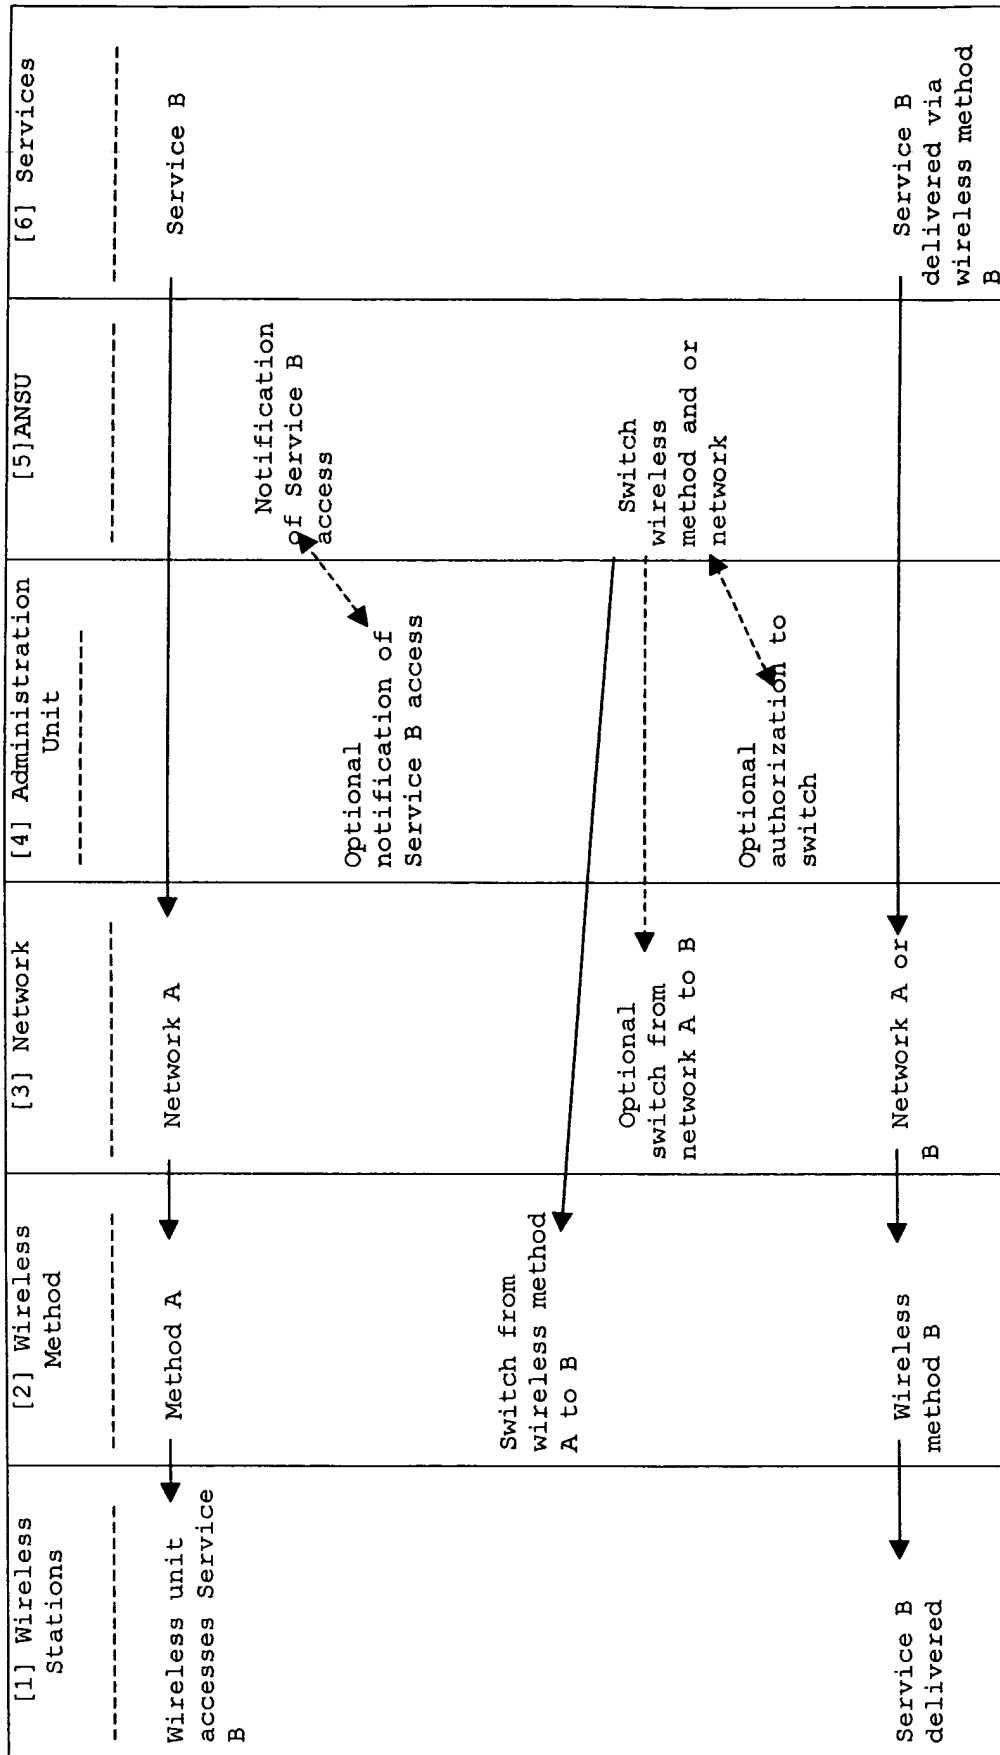 [1] Wireless
Stations
[2] Wireless
Method
[3] Network
[4] Administration
Unit
[5]ANSU
[6] Services
Wireless unit
accesses Service
B
Method A
Network A
Service B
Notification
of Service B
access
Optional
notification of
Service B access
Switch from
wireless method
A to B
Optional
switch from
network A to B
Switch
wireless
method and or
network
Optional
authorization to
switch
Service B
delivered
Wireless
method B
Network A or
B
Service B
delivered via
wireless method
B